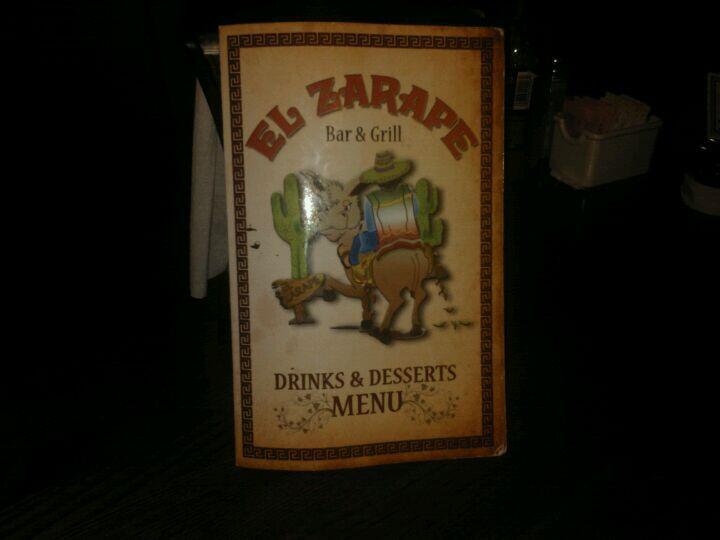 EL ZARAPE
Bar & Grill
DRINKS & DESSERTS
MENU